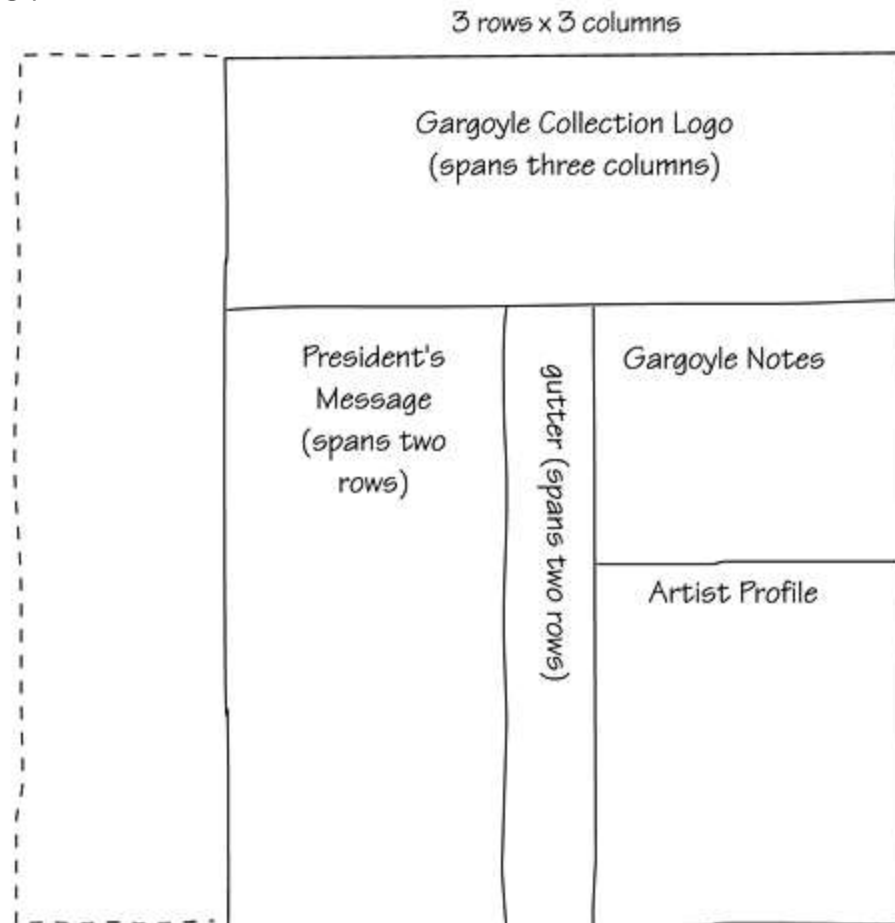 3 rows x 3 columns
Gargoyle Collection Logo
(spans three columns)
President's
Message
(spans two
rows)
gutter (spans two rows)
Gargoyle Notes
Artist Profile